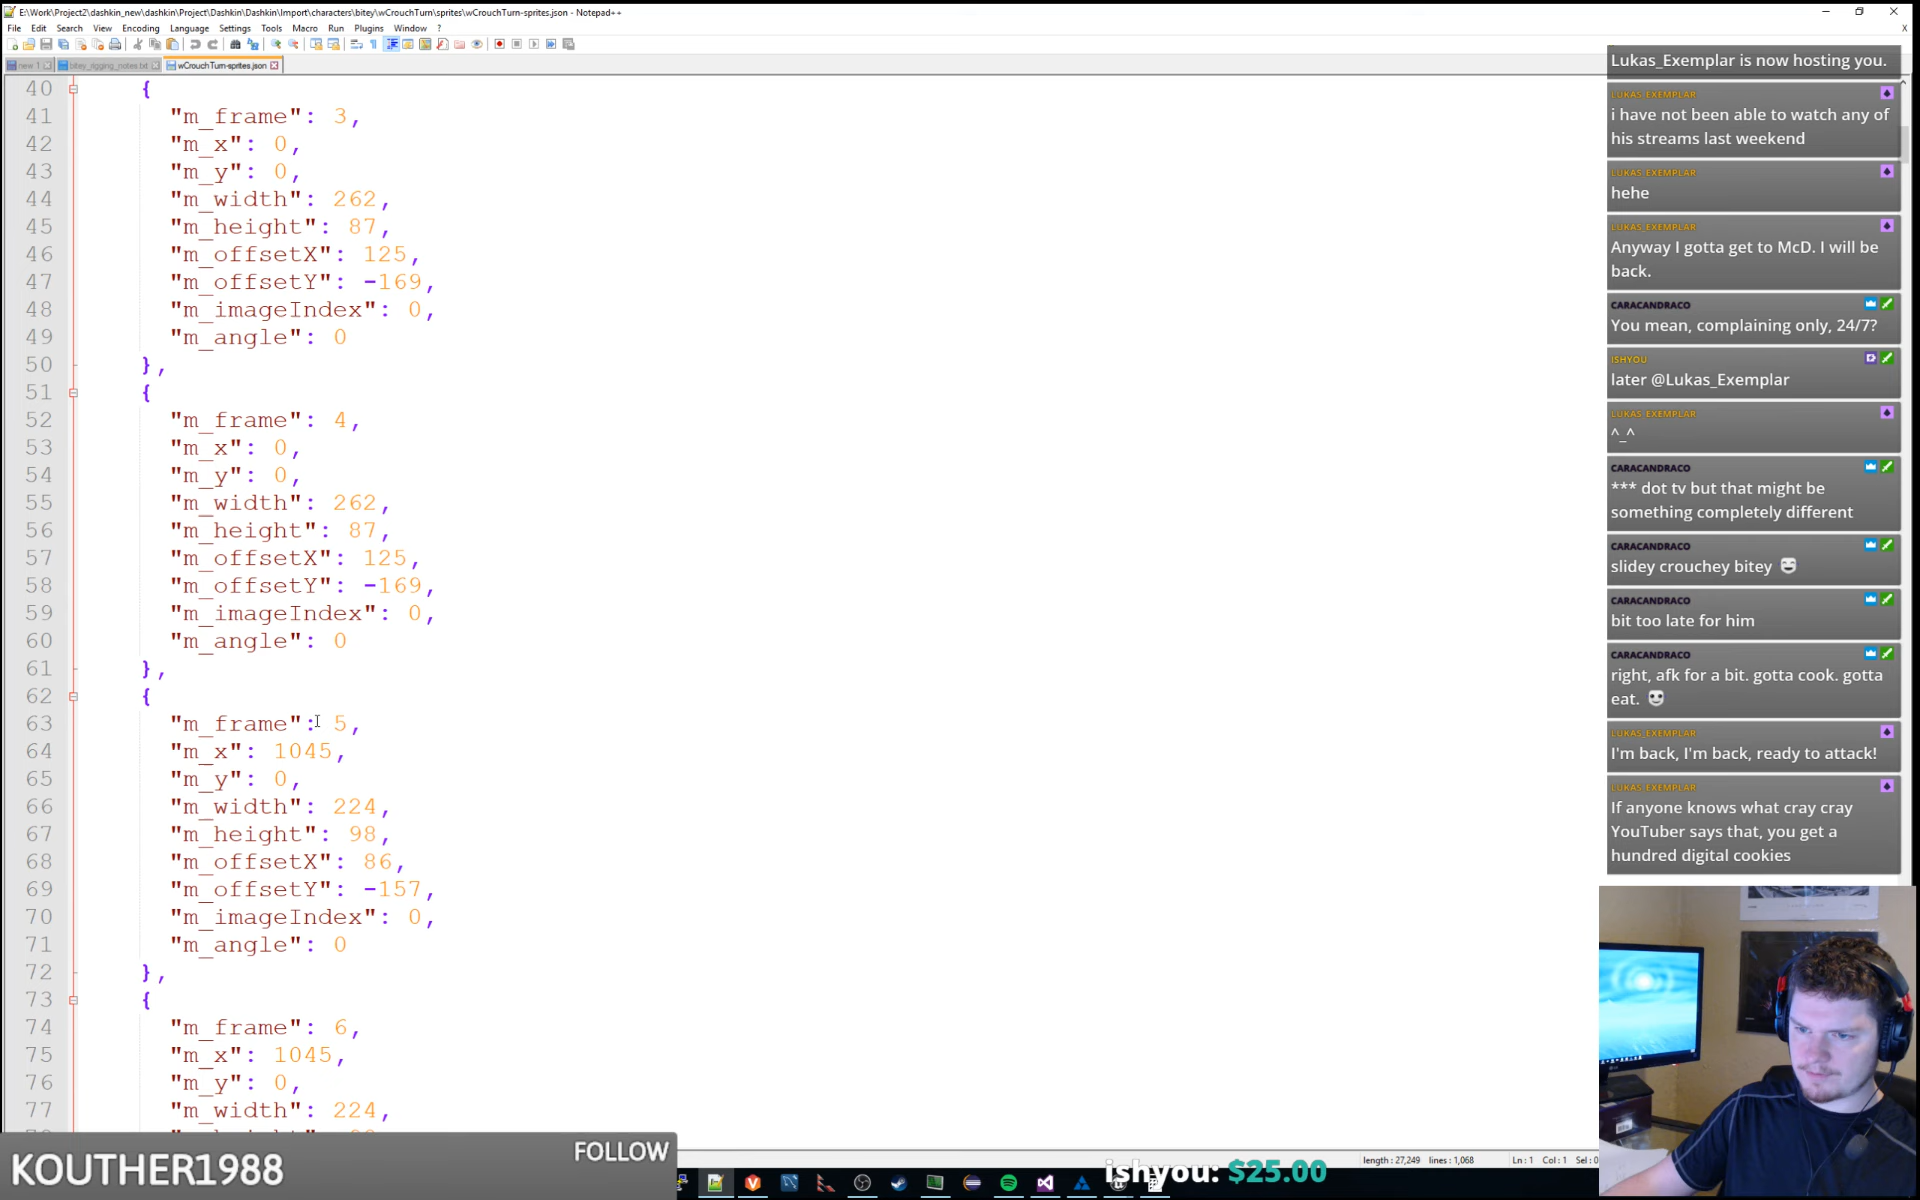 E:\Work\Project2\dashkin_new\dashkin\Project\Dashkin\Dashkin\Import\characters\bitey\wCrouchTurn\sprites\wCrouchTurn-sprites.json - Notepad++
File Edit Search View Encoding Language Settings Tools Macro Run Plugins Window ?
new 1 bitey_rigging_notes.txt wCrouchTurn-sprites.json
40 {
41 "m_frame": 3,
42 "m_x": 0,
43 "m_y": 0,
44 "m_width": 262,
45 "m_height": 87,
46 "m_offsetX": 125,
47 "m_offsetY": -169,
48 "m_imageIndex": 0,
49 "m_angle": 0
50 },
51 {
52 "m_frame": 4,
53 "m_x": 0,
54 "m_y": 0,
55 "m_width": 262,
56 "m_height": 87,
57 "m_offsetX": 125,
58 "m_offsetY": -169,
59 "m_imageIndex": 0,
60 "m_angle": 0
61 },
62 {
63 "m_frame": 5,
64 "m_x": 1045,
65 "m_y": 0,
66 "m_width": 224,
67 "m_height": 98,
68 "m_offsetX": 86,
69 "m_offsetY": -157,
70 "m_imageIndex": 0,
71 "m_angle": 0
72 },
73 {
74 "m_frame": 6,
75 "m_x": 1045,
76 "m_y": 0,
77 "m_width": 224,
Lukas_Exemplar is now hosting you.
LUKAS_EXEMPLAR
i have not been able to watch any of
his streams last weekend
LUKAS_EXEMPLAR
hehe
LUKAS_EXEMPLAR
Anyway I gotta get to McD. I will be
back.
CARACANDRACO
You mean, complaining only, 24/7?
ISHYOU
later @Lukas_Exemplar
LUKAS_EXEMPLAR
^_^
CARACANDRACO
*** dot tv but that might be
something completely different
CARACANDRACO
slidey crouchey bitey
CARACANDRACO
bit too late for him
CARACANDRACO
right, afk for a bit. gotta cook. gotta
eat.
LUKAS_EXEMPLAR
I'm back, I'm back, ready to attack!
LUKAS_EXEMPLAR
If anyone knows what cray cray
YouTuber says that, you get a
hundred digital cookies
length : 27,249 lines : 1,068 Ln : 1 Col : 1 Sel : 0
KOUTHER1988
FOLLOW
ishyou: $25.00